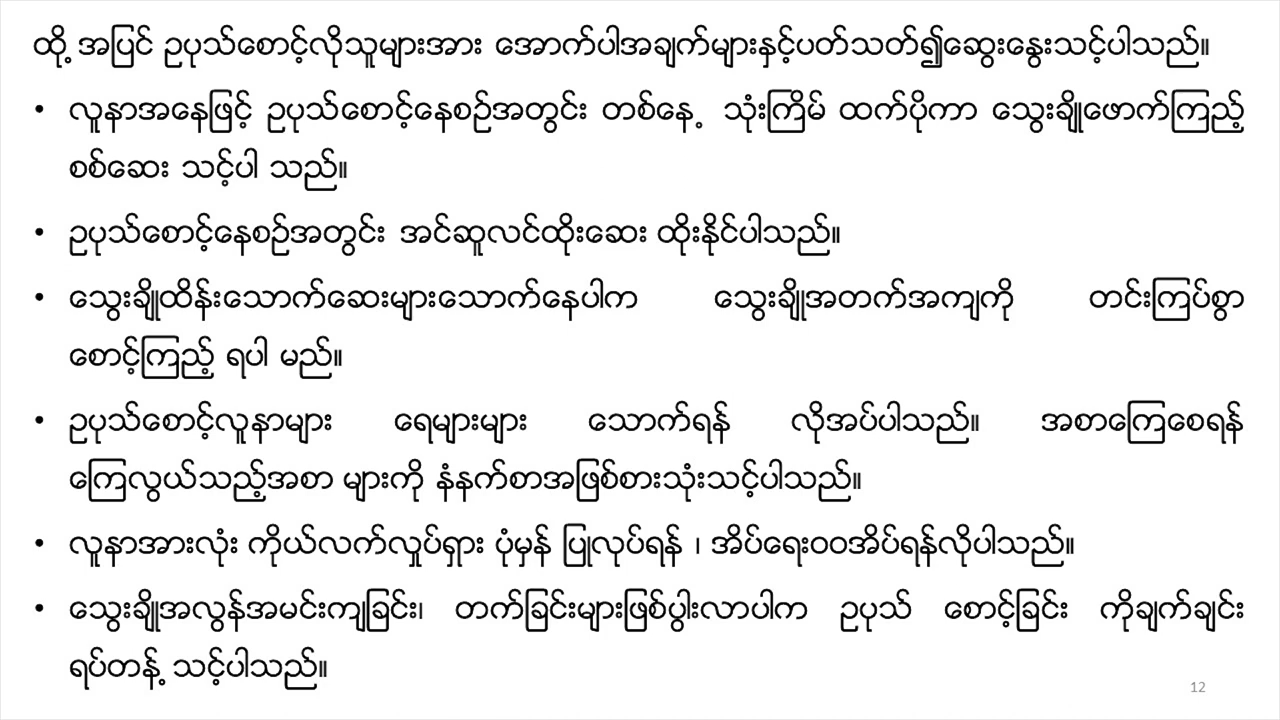 ထို့ အပြင် ဥပုသ်စောင့်လိုသူများအား အောက်ပါအချက်များနှင့်ပတ်သတ်၍ဆွေးနွေးသင့်ပါသည်။
• လူနာအနေဖြင့် ဥပုသ်စောင့်နေစဉ်အတွင်း တစ်နေ့ သုံးကြိမ် ထက်ပိုကာ သွေးချိုဖောက်ကြည့်
စစ်ဆေး သင့်ပါ သည်။
• ဥပုသ်စောင့်နေစဉ်အတွင်း အင်ဆူလင်ထိုးဆေး ထိုးနိုင်ပါသည်။
• သွေးချိုထိန်းသောက်ဆေးများသောက်နေပါက သွေးချိုအတက်အကျကို တင်းကြပ်စွာ
စောင့်ကြည့် ရပါ မည်။
• ဥပုသ်စောင့်လူနာများ ရေများများ သောက်ရန် လိုအပ်ပါသည်။ အစာကြေစေရန်
ကြေလွယ်သည့်အစာ များကို နံနက်စာအဖြစ်စားသုံးသင့်ပါသည်။
• လူနာအားလုံး ကိုယ်လက်လှုပ်ရှား ပုံမှန် ပြုလုပ်ရန် ၊ အိပ်ရေးဝဝအိပ်ရန်လိုပါသည်။
• သွေးချိုအလွန်အမင်းကျခြင်း၊ တက်ခြင်းများဖြစ်ပွါးလာပါက ဥပုသ် စောင့်ခြင်း ကိုချက်ချင်း
ရပ်တန့် သင့်ပါသည်။
12